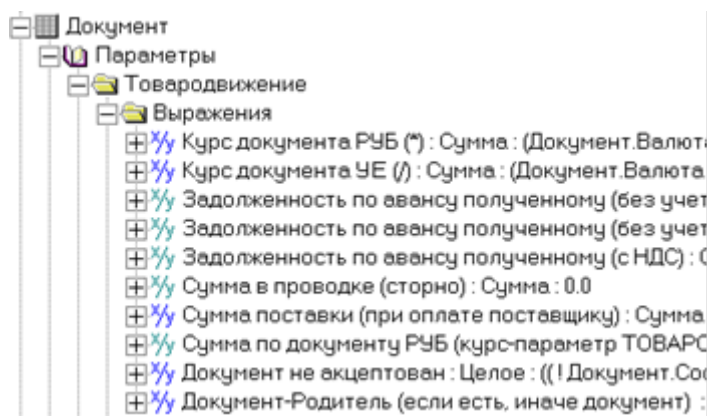 Документ
Параметры
Товародвижение
Выражения
Курс документа РУБ (*) : Сумма : (Документ.Валют
Курс документа УЕ (/) : Сумма : (Документ.Валюта
Задолженность по авансу полученному (без учет
Задолженность по авансу полученному (без учет
Задолженность по авансу полученному (с НДС) :
Сумма в проводке (сторно) : Сумма : 0.0
Сумма поставки (при оплате поставщику) : Сумма
Сумма по документу РУБ (курс-параметр ТОВАРО
Документ не акцептован : Целое : (( ! Документ.Сос
Документ-Родитель (если есть, иначе документ) :